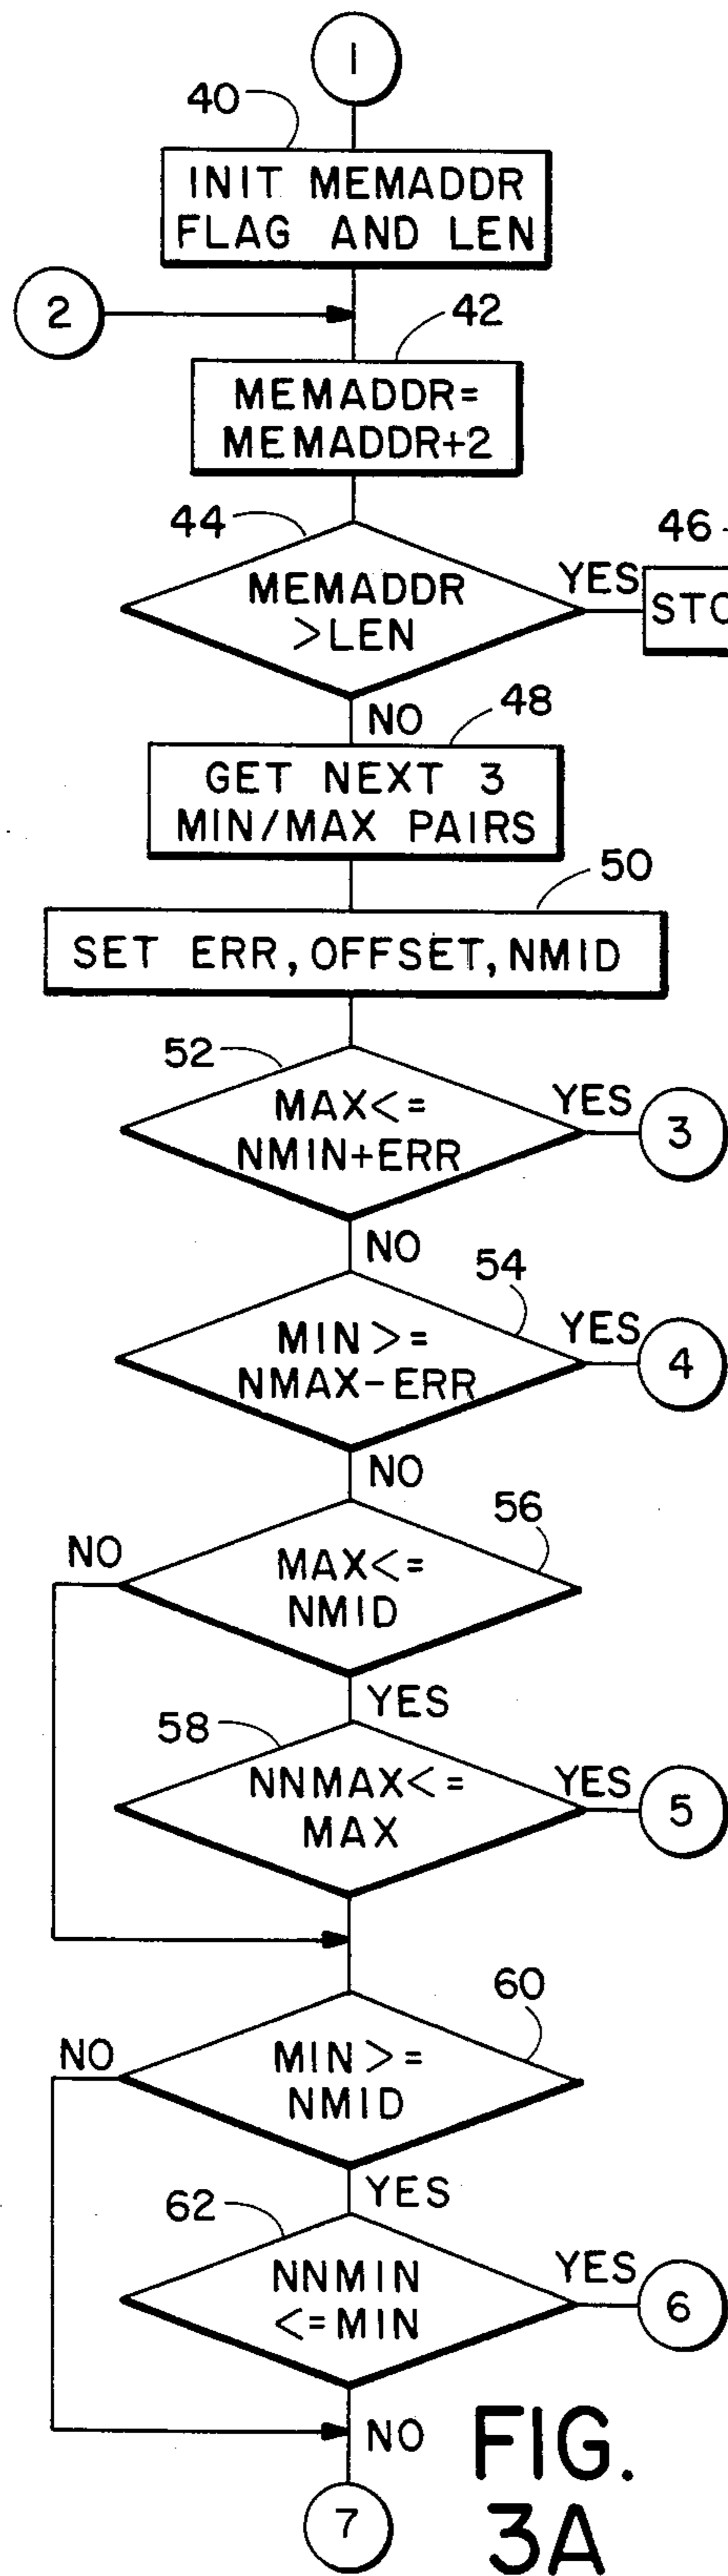 1
40
INIT MEMADDR
FLAG AND LEN
2
42
MEMADDR=
MEMADDR+2
44
46
MEMADDR
>LEN
YES
NO
48
GET NEXT 3
MIN/MAX PAIRS
50
SET ERR, OFFSET, NMID
52
MAX<=
NMIN+ERR
YES
3
NO
54
MIN>=
NMAX-ERR
YES
4
NO
56
NO
MAX<=
NMID
YES
58
NNMAX<=
MAX
YES
5
60
NO
MIN>=
NMID
YES
62
NNMIN
<=MIN
YES
6
NO
7
FIG.
3A